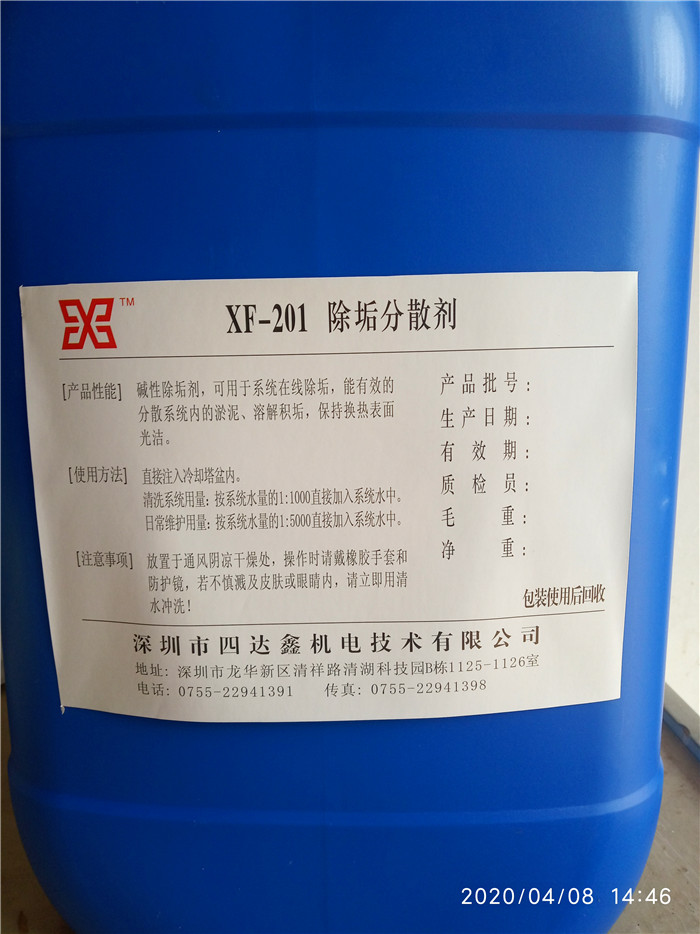 TM
XF-201 除垢分散剂
[产品性能] 碱性除垢剂，可用于系统在线除垢，能有效的
分散系统内的淤泥、溶解积垢，保持换热表面
光洁。
[使用方法] 直接注入冷却塔盆内。
清洗系统用量：按系统水量的1:1000直接加入系统水中。
日常维护用量：按系统水量的1:5000直接加入系统水中。
[注意事项] 放置于通风阴凉干燥处，操作时请戴橡胶手套和
防护镜，若不慎溅及皮肤或眼睛内，请立即用清
水冲洗！
产品批号：
生产日期：
有效期：
质检员：
毛重：
净重：
包装使用后回收
深圳市四达鑫机电技术有限公司
地址：深圳市龙华新区清祥路清湖科技园B栋1125-1126室
电话：0755-22941391 传真：0755-22941398
2020/04/08 14:46